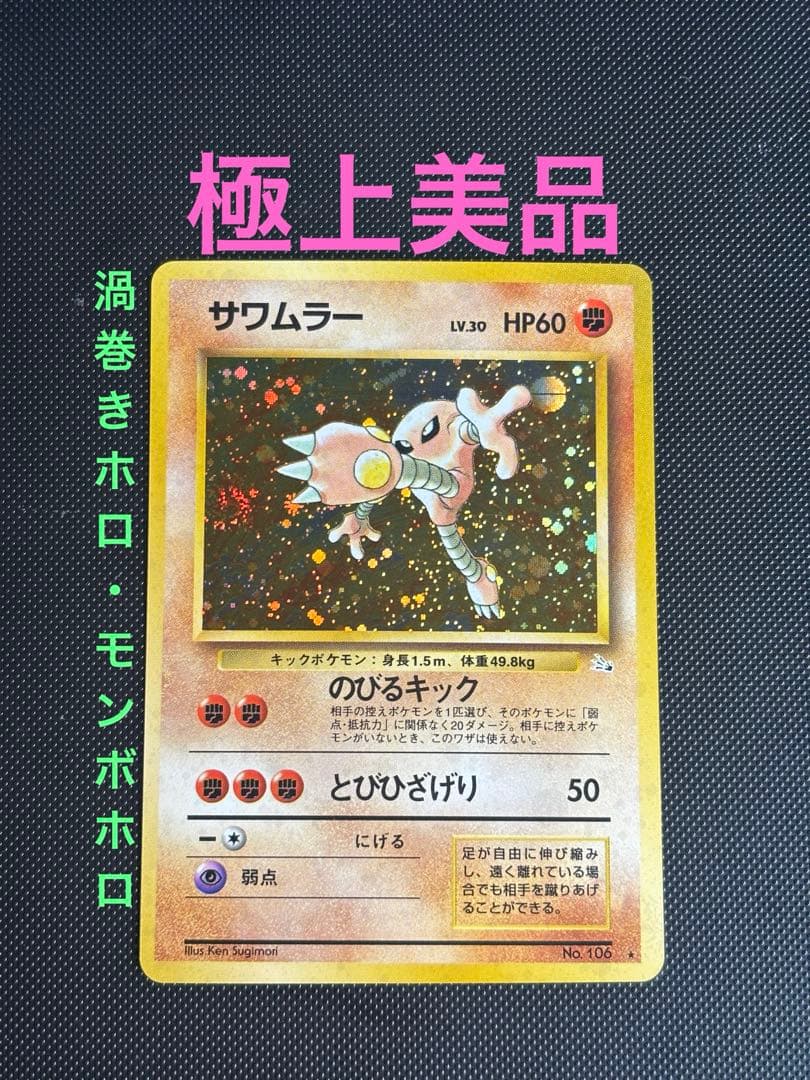 極上美品
渦巻きホロ・モンボホロ
サワムラー LV.30 HP60
キックポケモン：身長1.5m、体重49.8kg
のびるキック
相手の控えポケモンを1匹選び、そのポケモンに「弱
点・抵抗力」に関係なく20ダメージ。相手に控えポケ
モンがいないとき、このワザは使えない。
とびひざげり 50
にげる
弱点
足が自由に伸び縮み
し、遠く離れている場
合でも相手を蹴りあげ
ることができる。
Illus.Ken Sugimori No. 106 ★